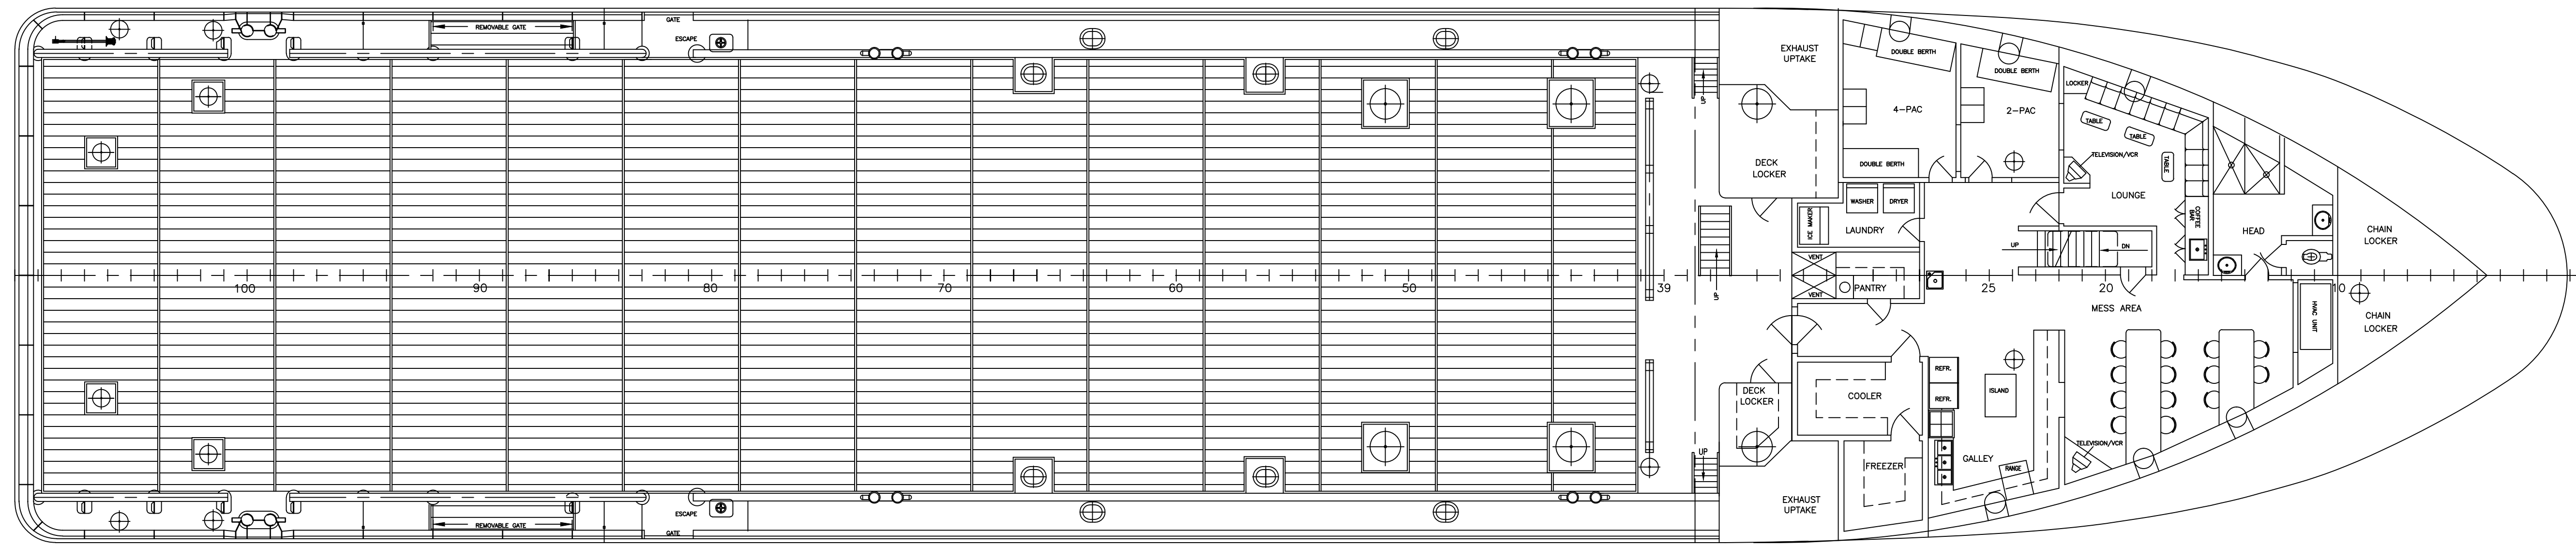 REMOVABLE GATE
GATE
ESCAPE
EXHAUST
UPTAKE
DOUBLE BERTH
DOUBLE BERTH
LOCKER
UP
4-PAC
2-PAC
TABLE
TABLE
TABLE
TELEVISION/VCR
DECK
LOCKER
DOUBLE BERTH
LOUNGE
WASHER
DRYER
ICE MAKER
LAUNDRY
COFFEE
BAR
HEAD
CHAIN
LOCKER
UP
DN
VENT
100
90
80
70
60
50
39
UP
VENT
PANTRY
25
20
10
MESS AREA
HVAC UNIT
CHAIN
LOCKER
REFR.
ISLAND
DECK
LOCKER
COOLER
REFR.
UP
TELEVISION/VCR
FREEZER
GALLEY
RANGE
EXHAUST
UPTAKE
ESCAPE
REMOVABLE GATE
GATE